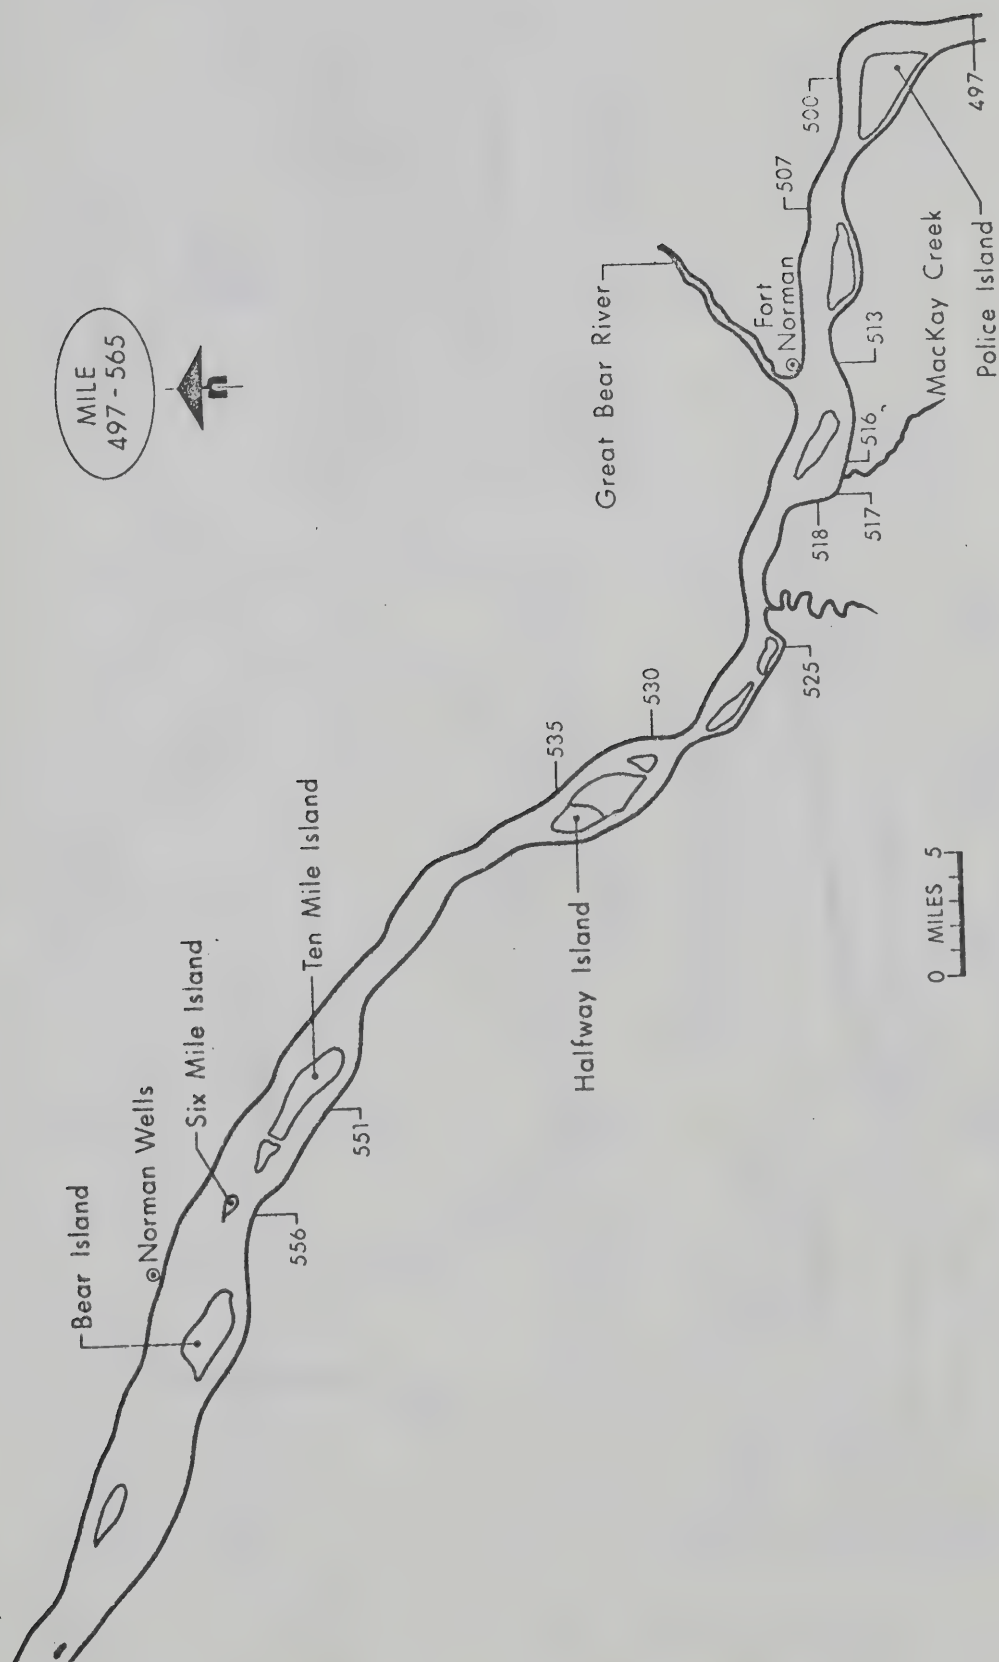 MILE
497 - 565
Bear Island
Norman Wells
Six Mile Island
Ten Mile Island
556
551
Halfway Island
535
530
525
Great Bear River
Fort
Norman
518
517
516
513
507
500
497
MacKay Creek
Police Island
0 MILES 5